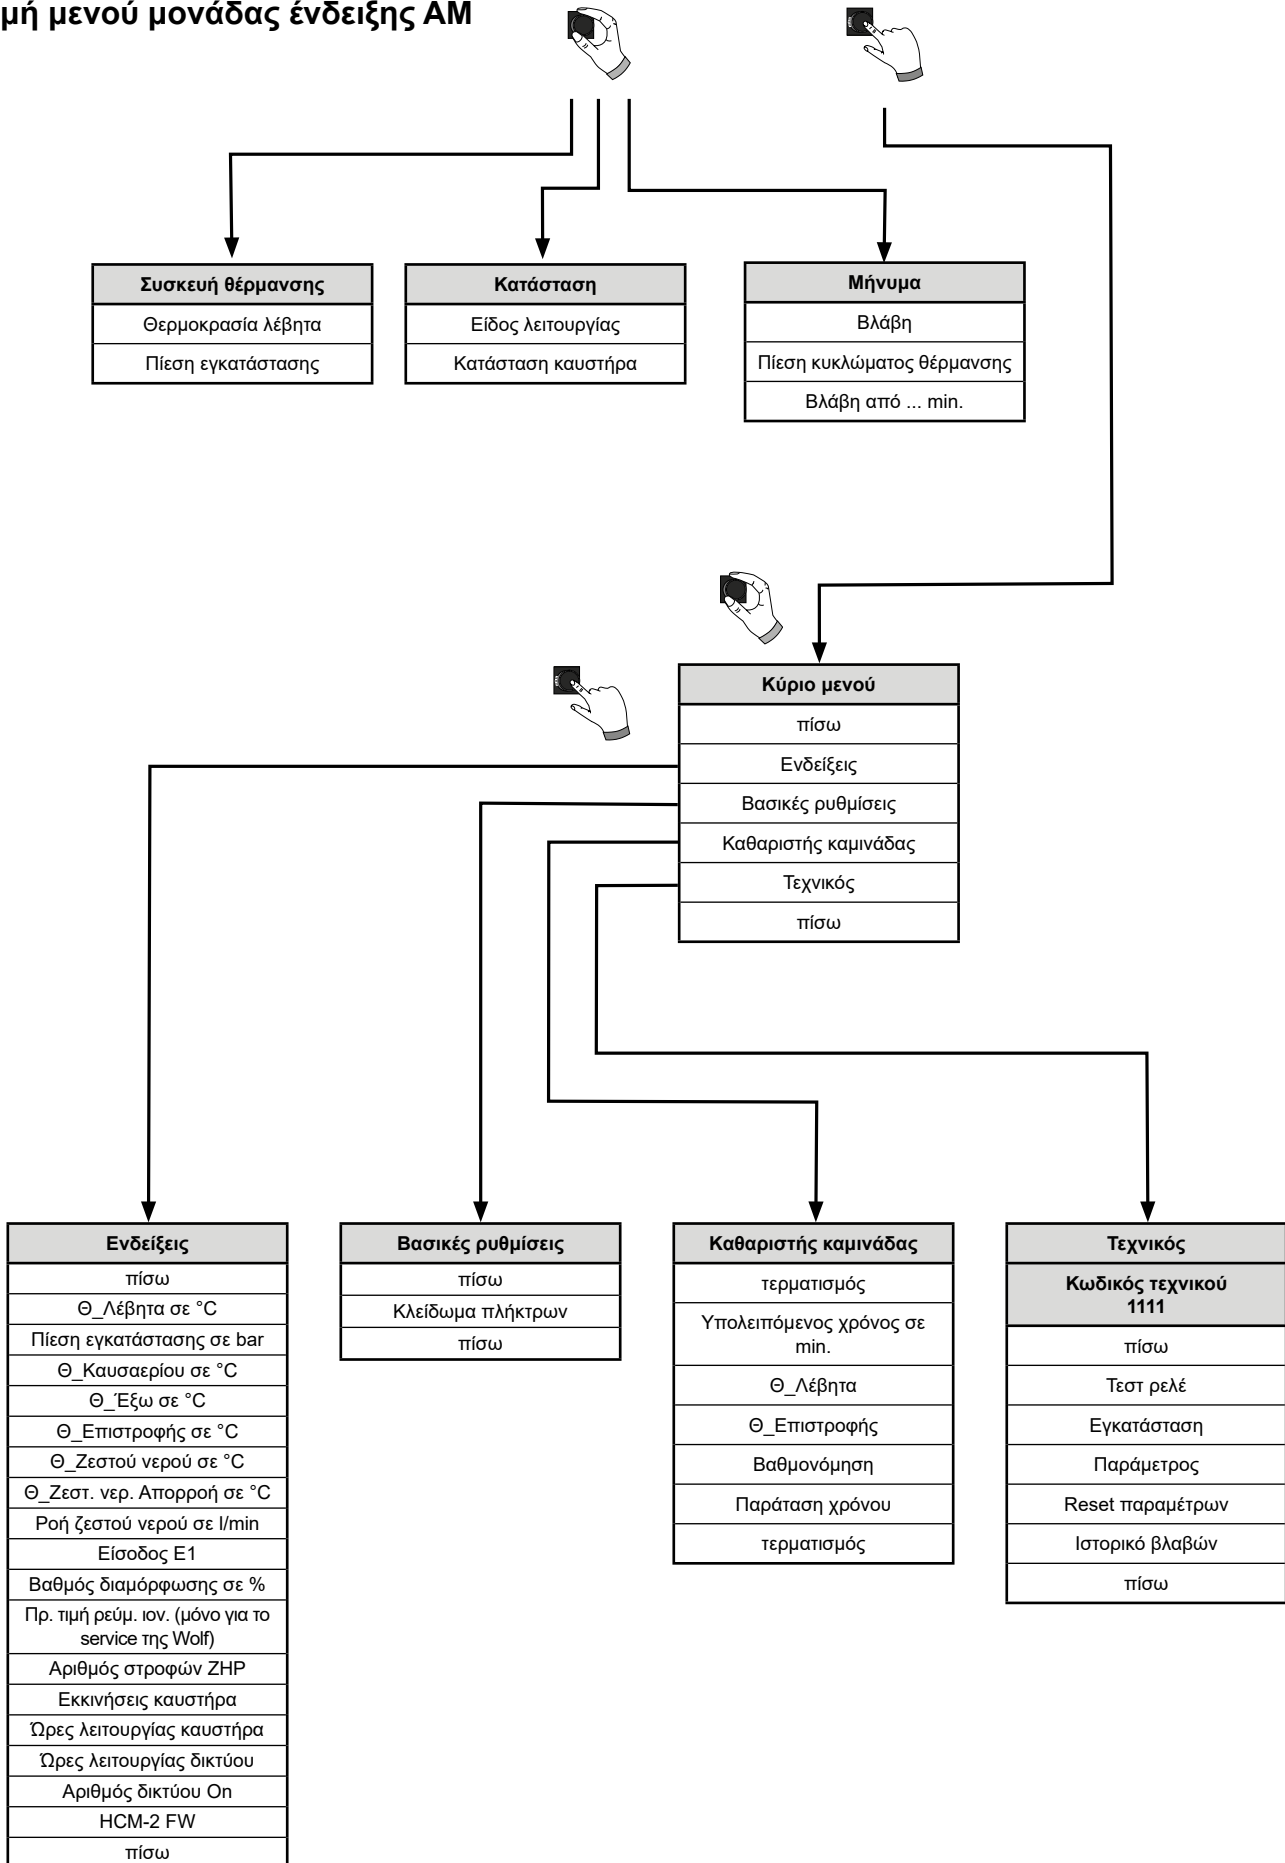 μή μενού μονάδας ένδειξης AM
Συσκευή θέρμανσης
Θερμοκρασία λέβητα
Πίεση εγκατάστασης
Κατάσταση
Είδος λειτουργίας
Κατάσταση καυστήρα
Μήνυμα
Βλάβη
Πίεση κυκλώματος θέρμανσης
Βλάβη από ... min.
Κύριο μενού
πίσω
Ενδείξεις
Βασικές ρυθμίσεις
Καθαριστής καμινάδας
Τεχνικός
πίσω
Ενδείξεις
πίσω
Θ_Λέβητα σε °C
Πίεση εγκατάστασης σε bar
Θ_Καυσαερίου σε °C
Θ_Έξω σε °C
Θ_Επιστροφής σε °C
Θ_Ζεστού νερού σε °C
Θ_Ζεστ. νερ. Απορροή σε °C
Ροή ζεστού νερού σε l/min
Είσοδος E1
Βαθμός διαμόρφωσης σε %
Πρ. τιμή ρεύμ. ιον. (μόνο για το
service της Wolf)
Αριθμός στροφών ZHP
Εκκινήσεις καυστήρα
Ώρες λειτουργίας καυστήρα
Ώρες λειτουργίας δικτύου
Αριθμός δικτύου On
HCM-2 FW
πίσω
Βασικές ρυθμίσεις
πίσω
Κλείδωμα πλήκτρων
πίσω
Καθαριστής καμινάδας
τερματισμός
Υπολειπόμενος χρόνος σε
min.
Θ_Λέβητα
Θ_Επιστροφής
Βαθμονόμηση
Παράταση χρόνου
τερματισμός
Τεχνικός
Κωδικός τεχνικού
1111
πίσω
Τεστ ρελέ
Εγκατάσταση
Παράμετρος
Reset παραμέτρων
Ιστορικό βλαβών
πίσω